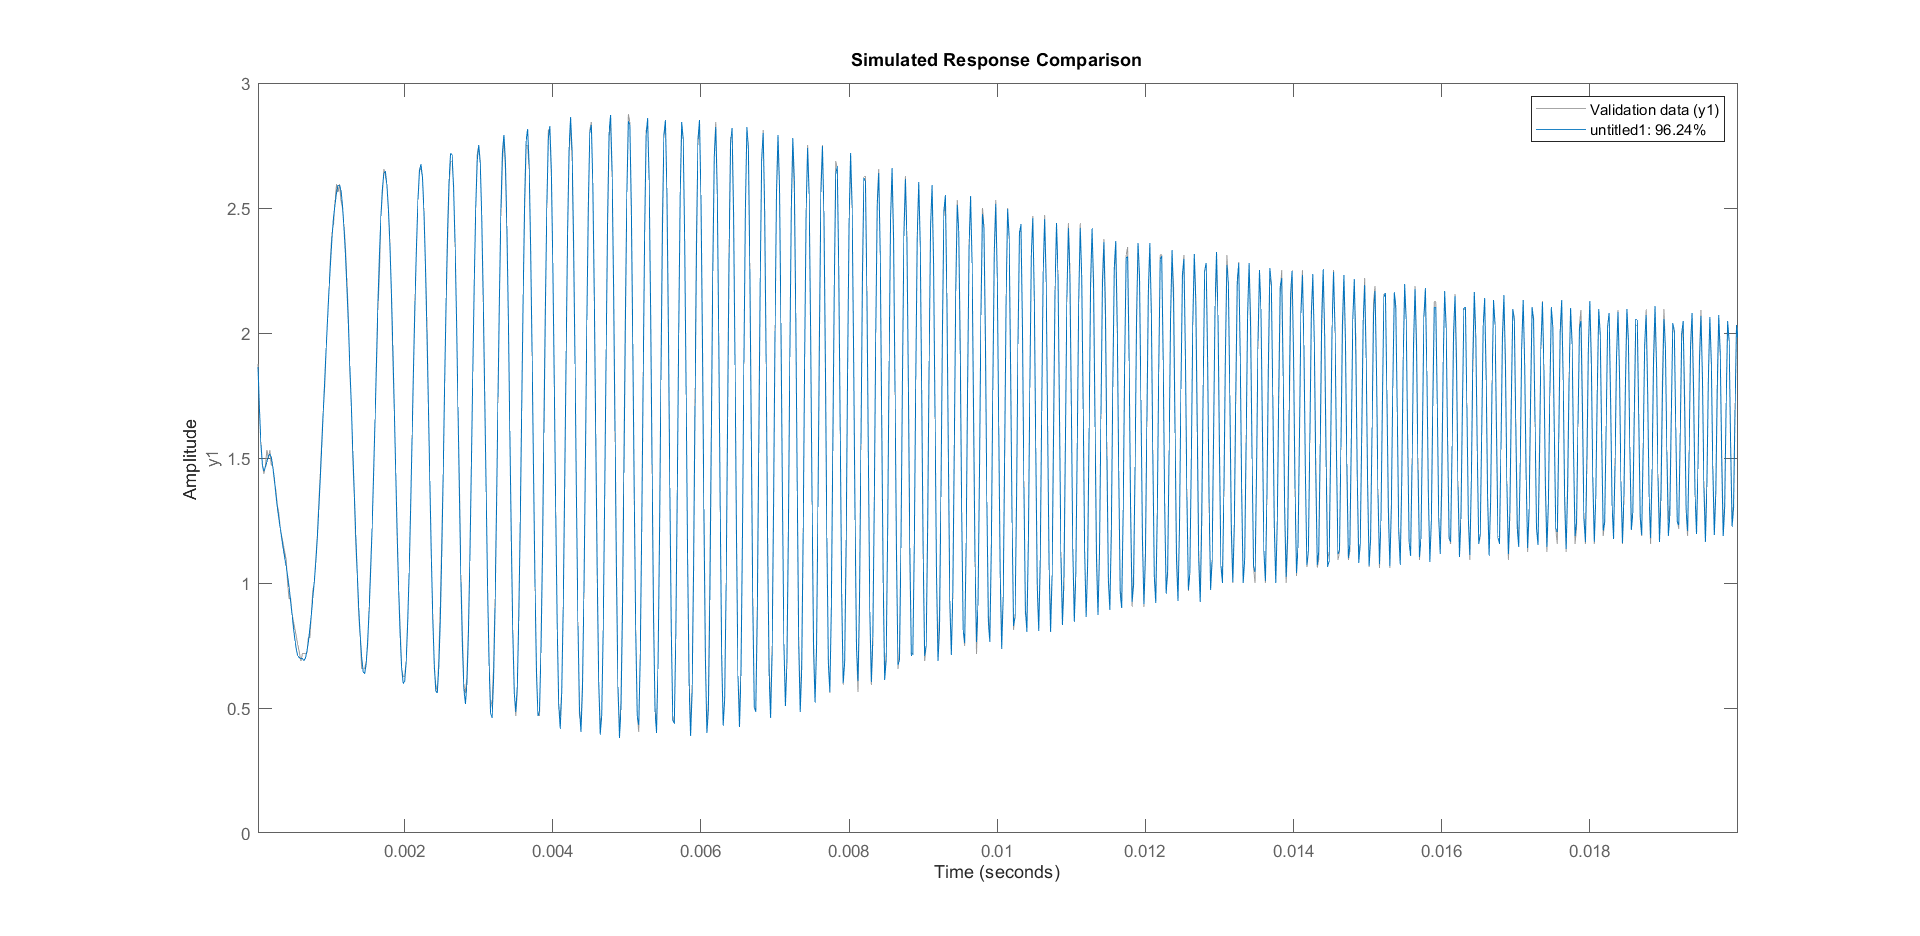 Simulated Response Comparison
Validation data (y1)
untitled1: 96.24%
Amplitude
y1
3
2.5
2
1.5
1
0.5
0
0.002
0.004
0.006
0.008
0.01
0.012
0.014
0.016
0.018
Time (seconds)